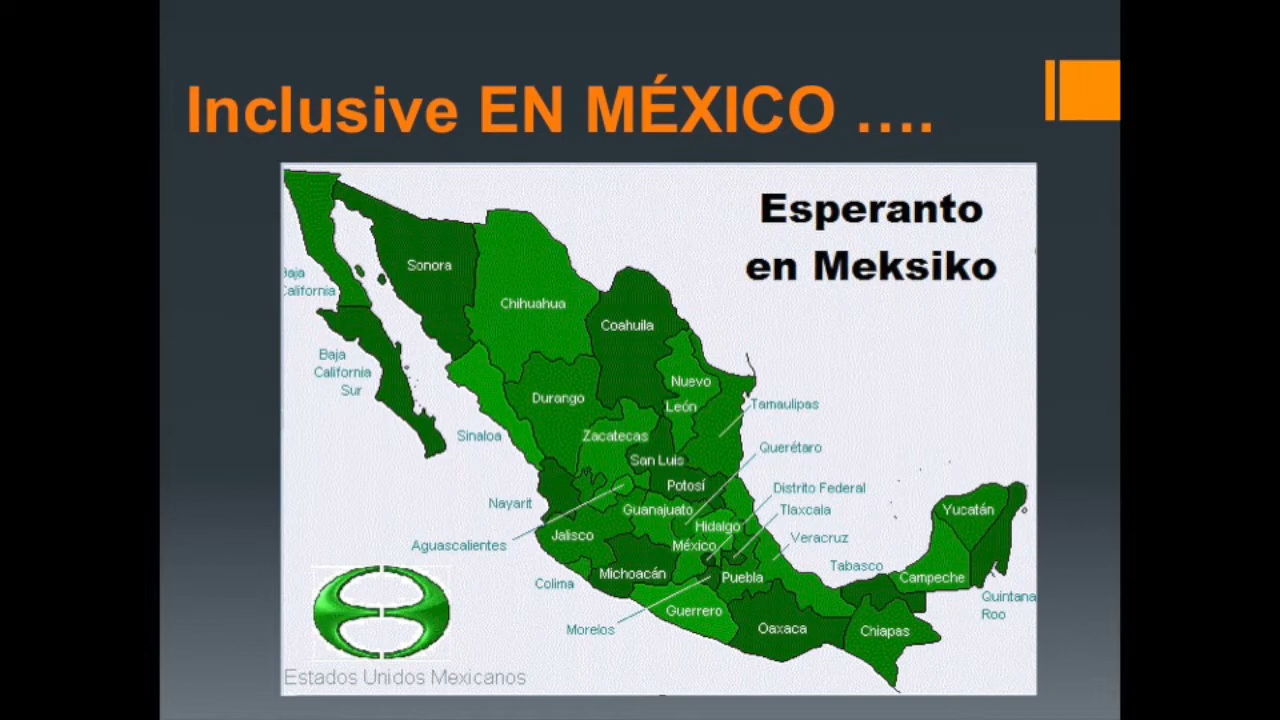 Inclusive EN MÉXICO ....
Esperanto
en Meksiko
Baja
California
Sonora
Chihuahua
Coahuila
Baja
California
Sur
Nuevo
León
Durango
Tamaulipas
Sinaloa
Zacatecas
Querétaro
San Luis
Potosí
Distrito Federal
Nayarit
Guanajuato
Tlaxcala
Yucatán
Hidalgo
Jalisco
Aguascalientes
México
Veracruz
Tabasco
Colima
Michoacán
Puebla
Campeche
Quintana
Roo
Guerrero
Morelos
Oaxaca
Chiapas
Estados Unidos Mexicanos